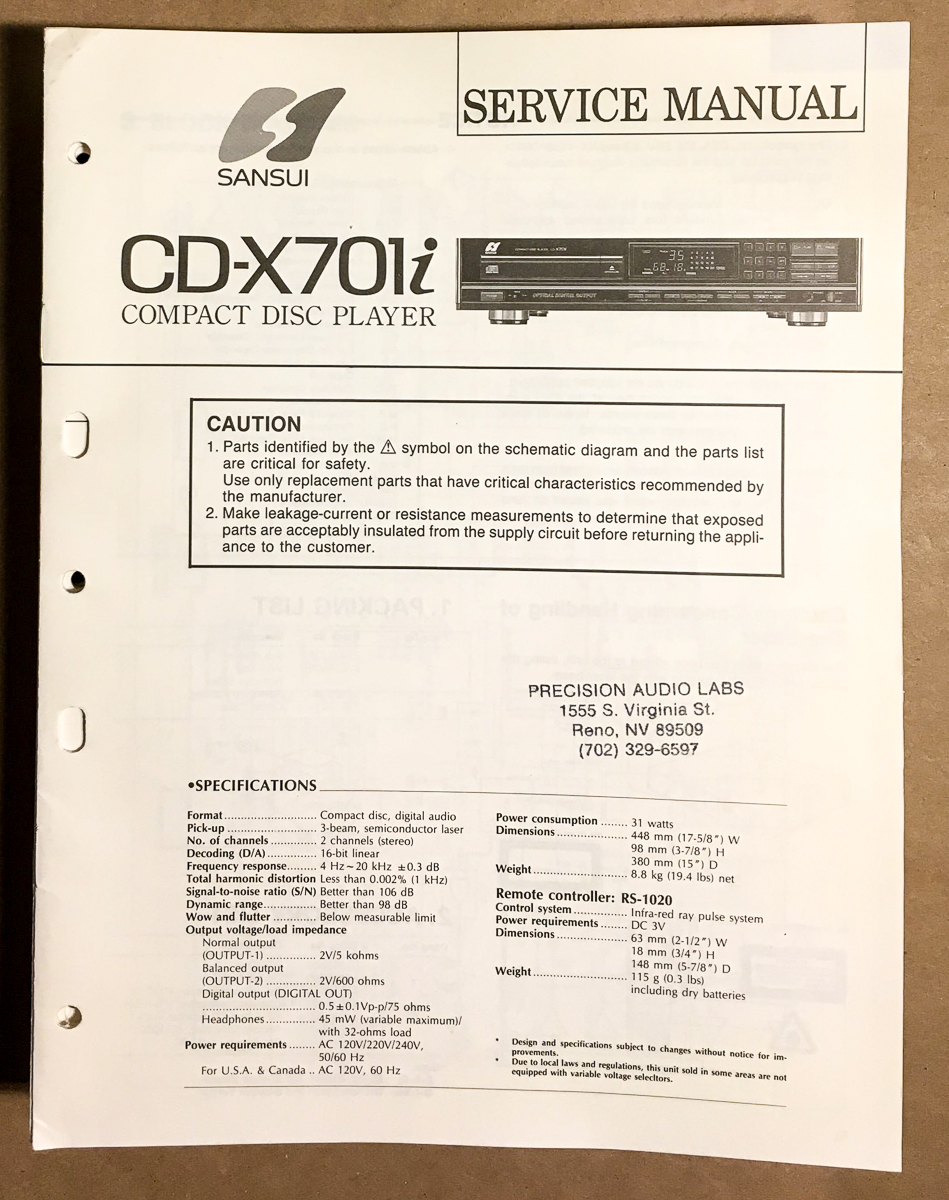 SERVICE MANUAL
SANSUI
CD-X701i
COMPACT DISC PLAYER
OPTICAL DIGITAL OUTPUT
CAUTION
1. Parts identified by the ⚠ symbol on the schematic diagram and the parts list
are critical for safety.
Use only replacement parts that have critical characteristics recommended by
the manufacturer.
2. Make leakage-current or resistance measurements to determine that exposed
parts are acceptably insulated from the supply circuit before returning the appli-
ance to the customer.
1. PACKING LIST
PRECISION AUDIO LABS
1555 S. Virginia St.
Reno, NV 89509
(702) 329-6597
•SPECIFICATIONS
Format ............................ Compact disc, digital audio
Pick-up ........................... 3-beam, semiconductor laser
No. of channels .............. 2 channels (stereo)
Decoding (D/A)............... 16-bit linear
Frequency response......... 4 Hz ~ 20 kHz ±0.3 dB
Total harmonic distortion Less than 0.002% (1 kHz)
Signal-to-noise ratio (S/N) Better than 106 dB
Dynamic range................ Better than 98 dB
Wow and flutter ............. Below measurable limit
Output voltage/load impedance
Normal output
(OUTPUT-1) ............... 2V/5 kohms
Balanced output
(OUTPUT-2) ............... 2V/600 ohms
Digital output (DIGITAL OUT)
.................................. 0.5±0.1Vp-p/75 ohms
Headphones............... 45 mW (variable maximum)/
with 32-ohms load
Power requirements ........ AC 120V/220V/240V,
50/60 Hz
For U.S.A. & Canada .. AC 120V, 60 Hz
Power consumption ........ 31 watts
Dimensions ..................... 448 mm (17-5/8") W
98 mm (3-7/8") H
380 mm (15") D
Weight ............................ 8.8 kg (19.4 lbs) net
Remote controller: RS-1020
Control system ................ Infra-red ray pulse system
Power requirements ........ DC 3V
Dimensions ..................... 63 mm (2-1/2") W
18 mm (3/4") H
148 mm (5-7/8") D
Weight ............................ 115 g (0.3 lbs)
including dry batteries
* Design and specifications subject to changes without notice for im-
provements.
* Due to local laws and regulations, this unit sold in some areas are not
equipped with variable voltage selecltors.